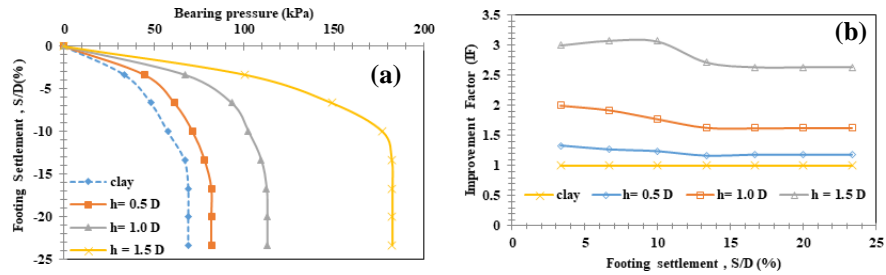 Bearing pressure (kPa)
0 50 100 150 200
0
-5
-10
-15
-20
-25
Footing Settlement , S/D(%)
(a)
clay
h= 0.5 D
h= 1.0 D
h = 1.5 D
(b)
3.5
3
2.5
2
1.5
1
0.5
0
Improvement Factor (IF)
clay h= 0.5 D h= 1.0 D h = 1.5 D
0 5 10 15 20 25
Footing settlement , S/D (%)